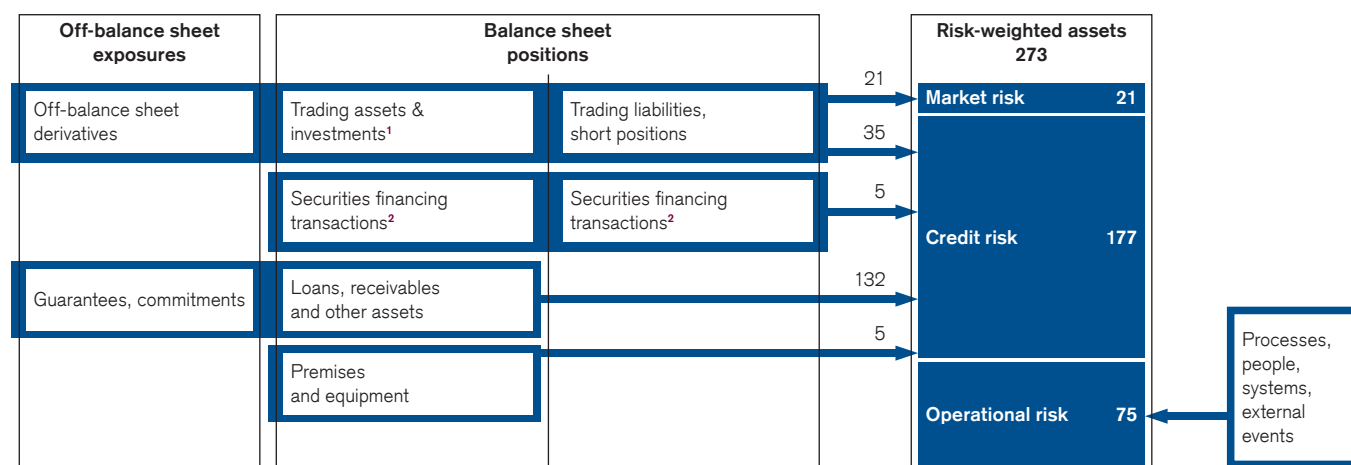 Off-balance sheet
exposures
Balance sheet
positions
Risk-weighted assets
273
Off-balance sheet
derivatives
Trading assets &
investments1
Trading liabilities,
short positions
21
35
Market risk 21
Securities financing
transactions2
Securities financing
transactions2
5
Credit risk 177
Guarantees, commitments
Loans, receivables
and other assets
132
Premises
and equipment
5
Operational risk 75
Processes,
people,
systems,
external
events